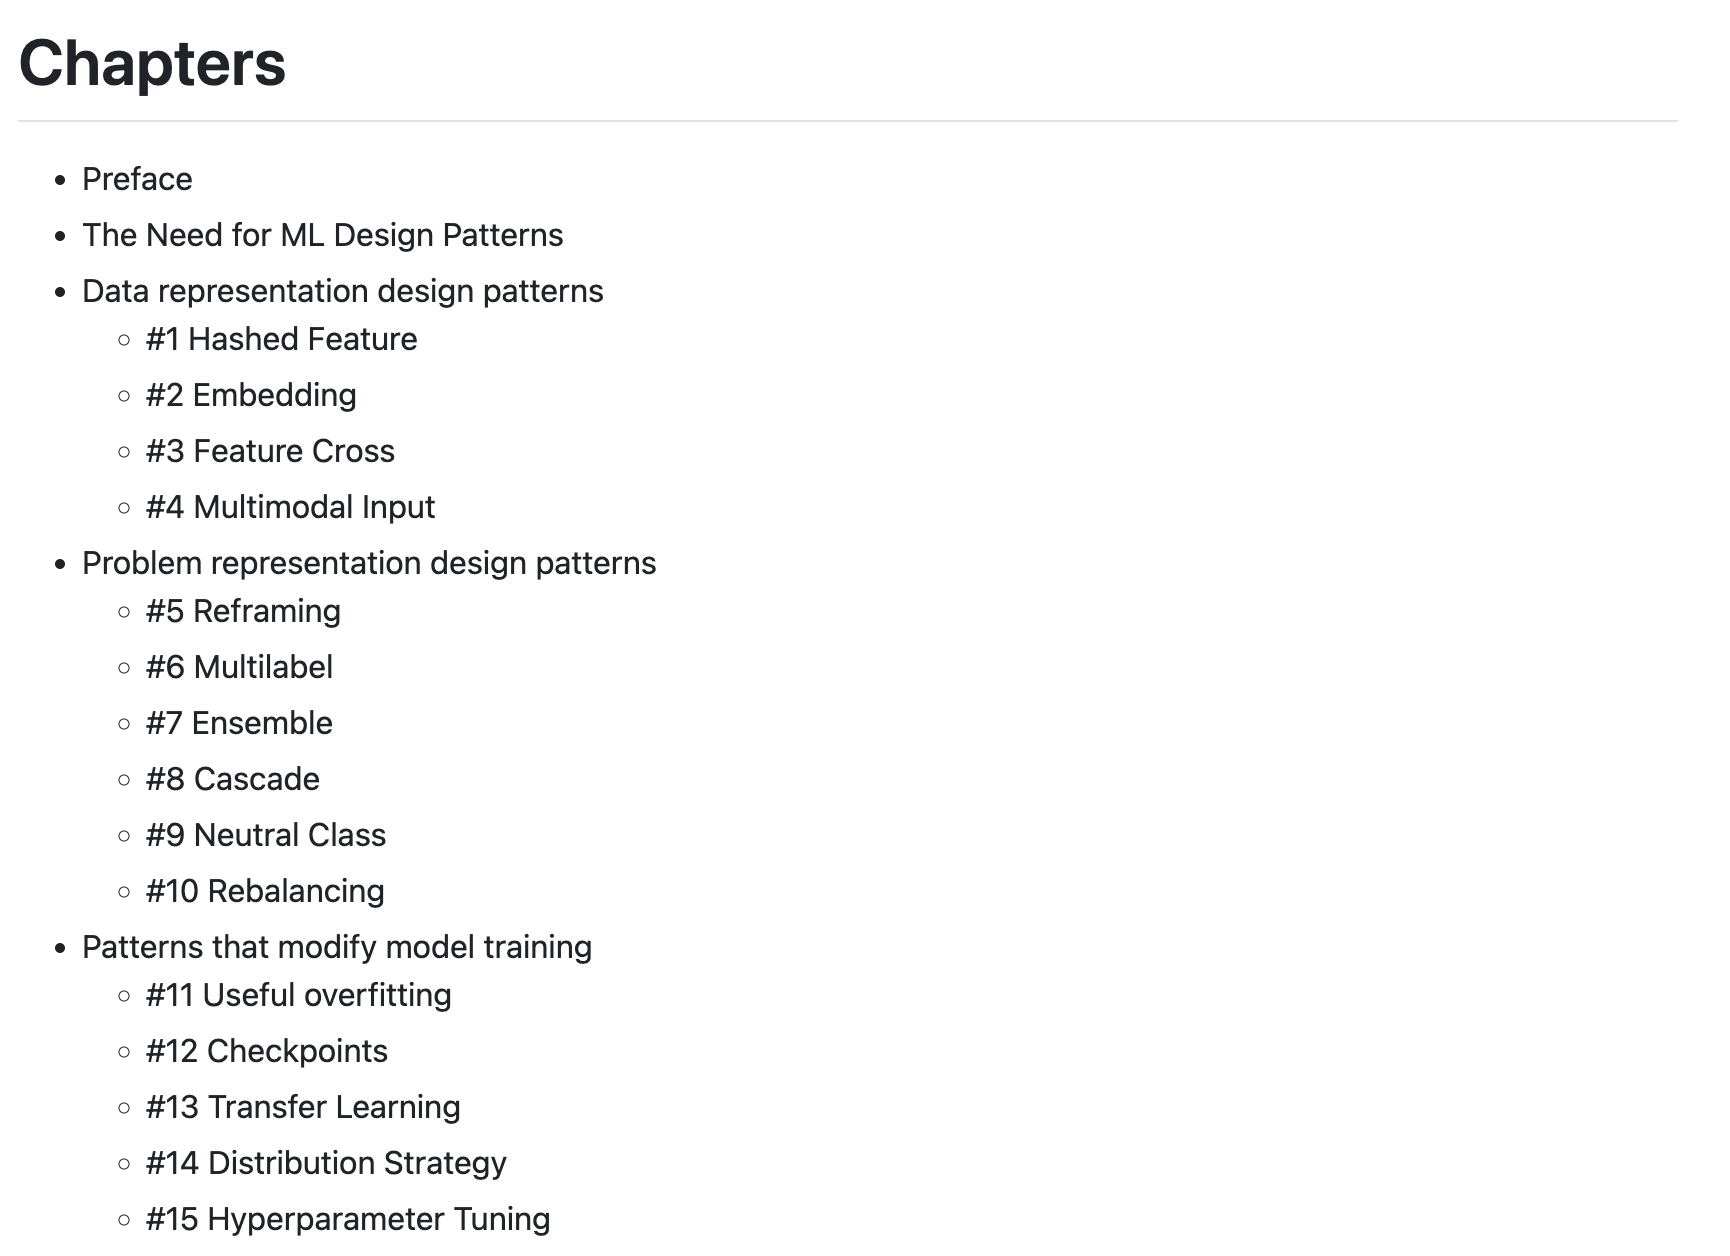 Chapters
Preface
The Need for ML Design Patterns
Data representation design patterns
#1 Hashed Feature
#2 Embedding
#3 Feature Cross
#4 Multimodal Input
Problem representation design patterns
#5 Reframing
#6 Multilabel
#7 Ensemble
#8 Cascade
#9 Neutral Class
#10 Rebalancing
Patterns that modify model training
#11 Useful overfitting
#12 Checkpoints
#13 Transfer Learning
#14 Distribution Strategy
#15 Hyperparameter Tuning